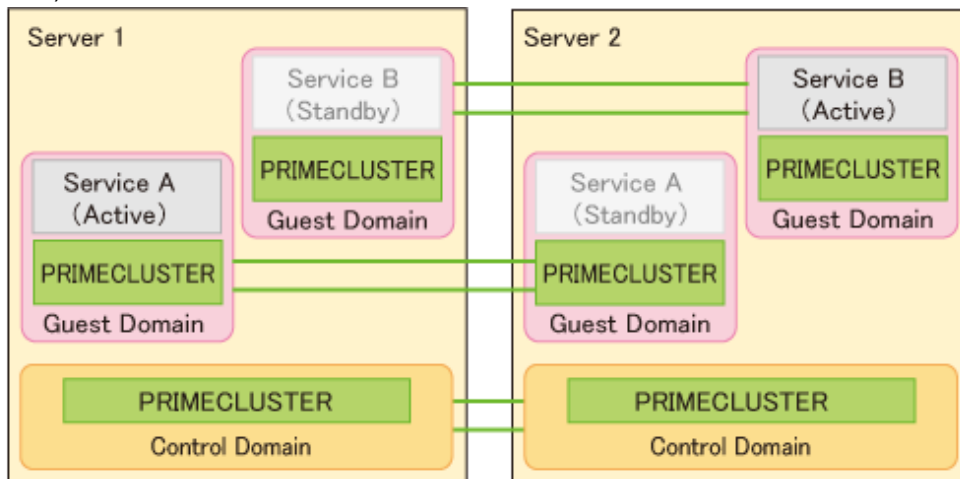 Server 1
Service B
(Standby)
PRIMECLUSTER
Guest Domain
Service A
(Active)
PRIMECLUSTER
Guest Domain
PRIMECLUSTER
Control Domain
Server 2
Service B
(Active)
PRIMECLUSTER
Guest Domain
Service A
(Standby)
PRIMECLUSTER
Guest Domain
PRIMECLUSTER
Control Domain